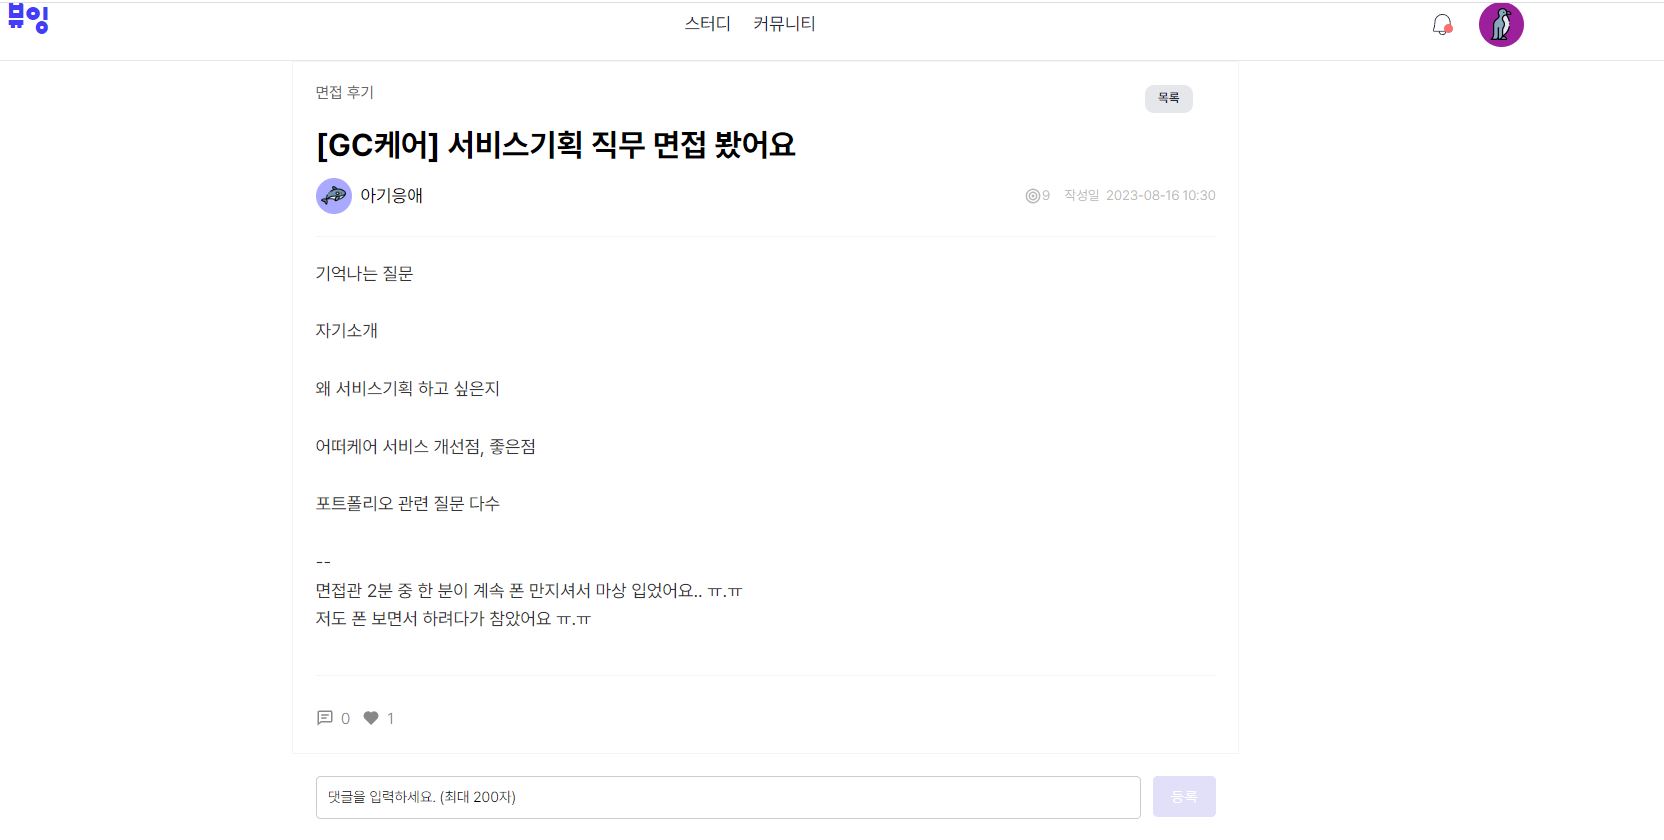 뷰잉
스터디 커뮤니티
면접 후기
목록
[GC케어] 서비스기획 직무 면접 봤어요
아기응애
9 작성일 2023-08-16 10:30
기억나는 질문
자기소개
왜 서비스기획 하고 싶은지
어떠케어 서비스 개선점, 좋은점
포트폴리오 관련 질문 다수
--
면접관 2분 중 한 분이 계속 폰 만지셔서 마상 입었어요.. ㅠ.ㅠ
저도 폰 보면서 하려다가 참았어요 ㅠ.ㅠ
0 1
댓글을 입력하세요. (최대 200자)
등록